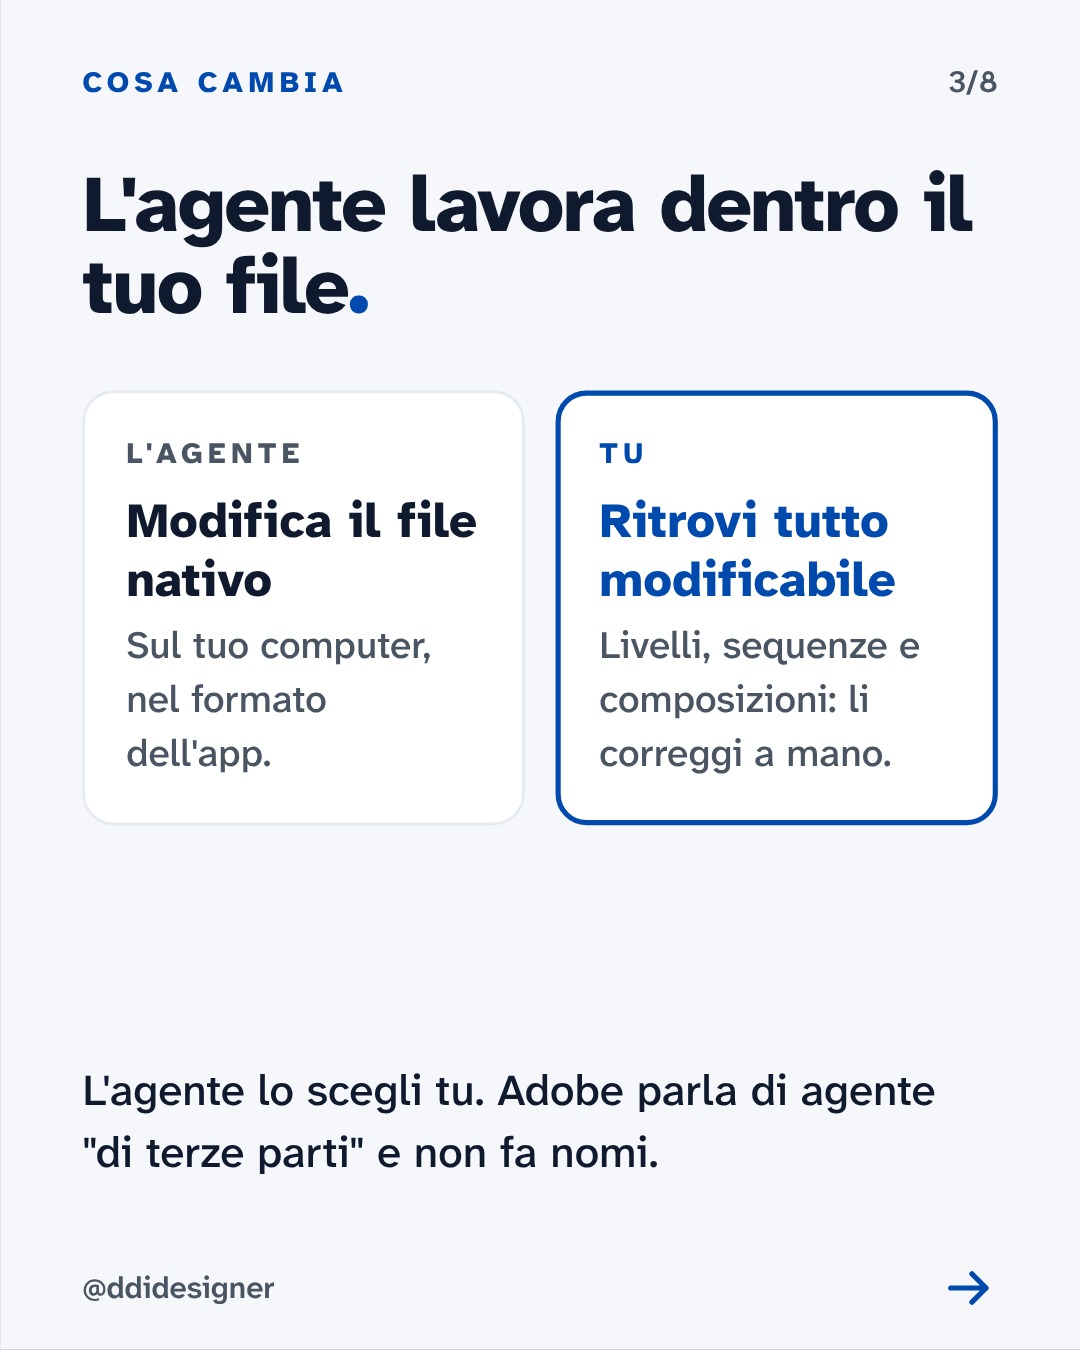 COSA CAMBIA
3/8
L'agente lavora dentro il
tuo file.
L'AGENTE
Modifica il file
nativo
Sul tuo computer,
nel formato
dell'app.
TU
Ritrovi tutto
modificabile
Livelli, sequenze e
composizioni: li
correggi a mano.
L'agente lo scegli tu. Adobe parla di agente
"di terze parti" e non fa nomi.
@ddidesigner